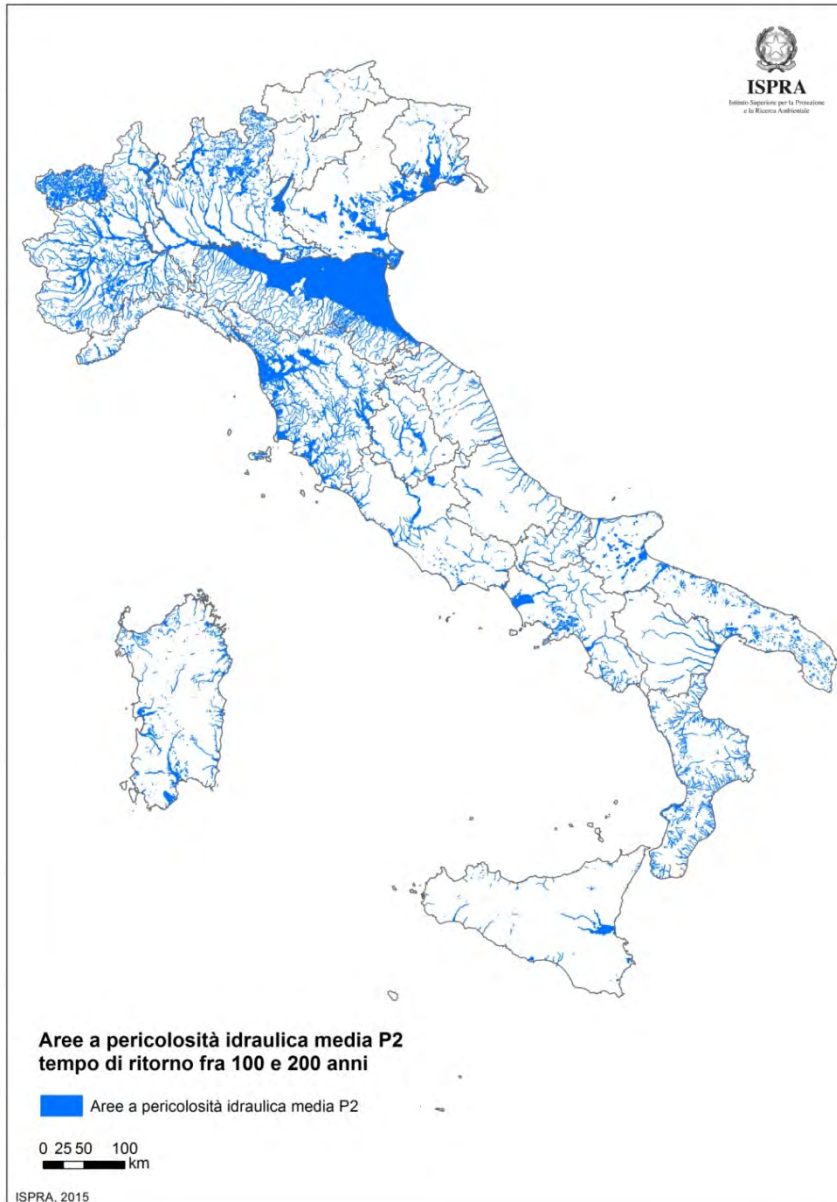 ISPRA
Istituto Superiore per la Protezione
e la Ricerca Ambientale
Aree a pericolosità idraulica media P2
tempo di ritorno fra 100 e 200 anni
Aree a pericolosità idraulica media P2
0 25 50 100
km
ISPRA, 2015